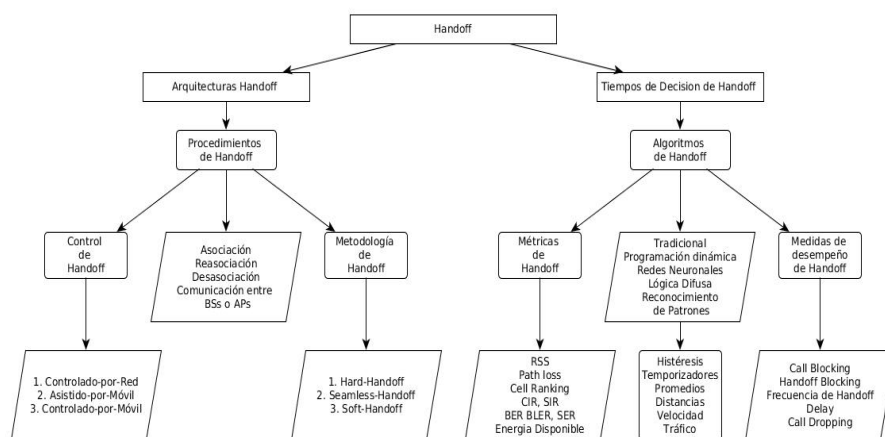 Handoff
Arquitecturas Handoff
Tiempos de Decision de Handoff
Procedimientos
de Handoff
Algoritmos
de Handoff
Control
de
Handoff
Asociación
Reasociación
Desasociación
Comunicación entre
BSs o APs
Metodología
de
Handoff
Métricas
de
Handoff
Tradicional
Programación dinámica
Redes Neuronales
Lógica Difusa
Reconocimiento
de Patrones
Medidas de
desempeño
de Handoff
1. Controlado-por-Red
2. Asistido-por-Móvil
3. Controlado-por-Móvil
1. Hard-Handoff
2. Seamless-Handoff
3. Soft-Handoff
RSS
Path loss
Cell Ranking
CIR, SIR
BER BLER, SER
Energia Disponible
Histéresis
Temporizadores
Promedios
Distancias
Velocidad
Tráfico
Call Blocking
Handoff Blocking
Frecuencia de Handoff
Delay
Call Dropping